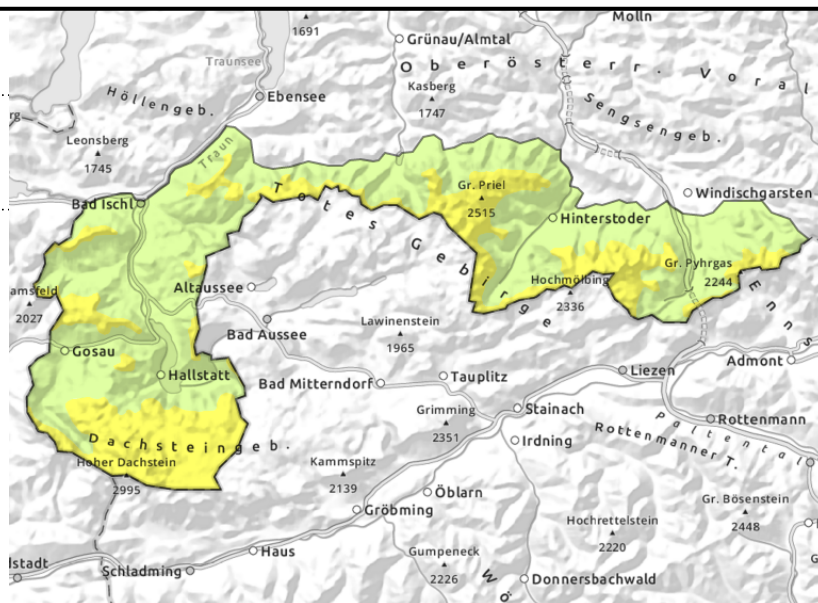 Molln
1691
Grünau/Almtal
Traunsee
Oberösterr. Voral
Kasberg
1747
Höllengeb.
Ebensee
Sengsengeb.
Leonsberg
1745
Traun
Windischgarsten
Bad Ischl
Totes Gebirge
Gr. Priel
2515
Hinterstoder
Gr. Pyhrgas
2244
Altaussee
Hochmölbing
2336
amsfeld
2027
Enns
Lawinenstein
1965
Bad Aussee
Gosau
Hallstatt
Bad Mitterndorf
Tauplitz
Liezen
Admont
Grimming
2351
Stainach
Rottenmann
Paltental
Rottenmanner T.
Irdning
Dachsteingeb.
Hoher Dachstein
2995
Kammspitz
2139
Öblarn
Gröbming
Gr. Bösenstein
2448
Hochrettelstein
2220
Haus
lstadt
Schladming
Gumpeneck
2226
Wö
Donnersbachwald